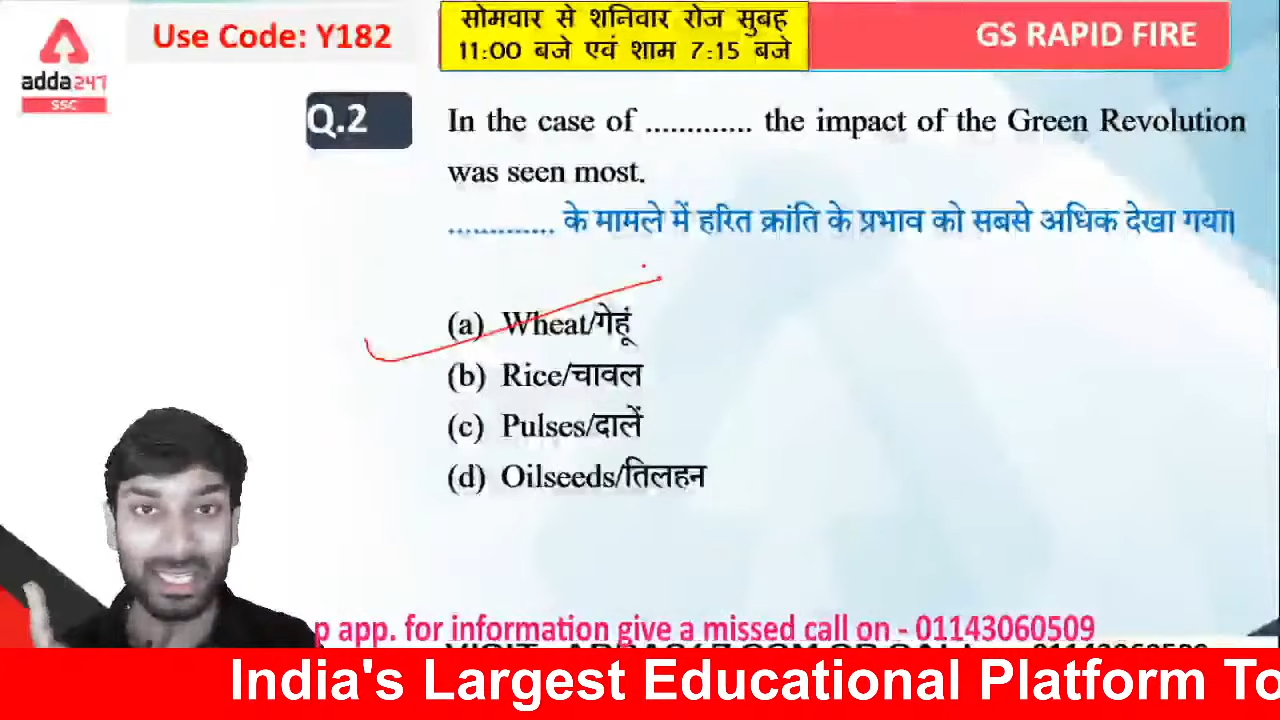 Use Code: Y182
सोमवार से शनिवार रोज सुबह
11:00 बजे एवं शाम 7:15 बजे
GS RAPID FIRE
adda247
SSC
Q.2
In the case of ............. the impact of the Green Revolution
was seen most.
............. के मामले में हरित क्रांति के प्रभाव को सबसे अधिक देखा गया।
(a) Wheat/गेहूं
(b) Rice/चावल
(c) Pulses/दालें
(d) Oilseeds/तिलहन
p app. for information give a missed call on - 01143060509
India's Largest Educational Platform To